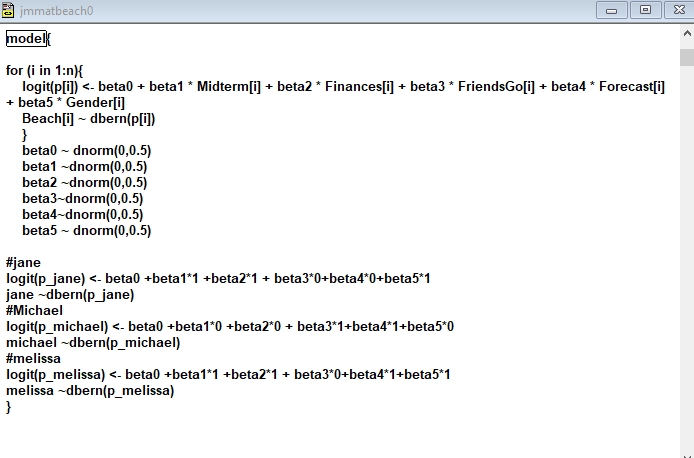 jmmatbeach0
model{
for (i in 1:n){
logit(p[i]) <- beta0 + beta1 * Midterm[i] + beta2 * Finances[i] + beta3 * FriendsGo[i] + beta4 * Forecast[i]
+ beta5 * Gender[i]
Beach[i] ~ dbern(p[i])
}
beta0 ~ dnorm(0,0.5)
beta1 ~dnorm(0,0.5)
beta2 ~dnorm(0,0.5)
beta3~dnorm(0,0.5)
beta4~dnorm(0,0.5)
beta5 ~ dnorm(0,0.5)
#jane
logit(p_jane) <- beta0 +beta1*1 +beta2*1 + beta3*0+beta4*0+beta5*1
jane ~dbern(p_jane)
#Michael
logit(p_michael) <- beta0 +beta1*0 +beta2*0 + beta3*1+beta4*1+beta5*0
michael ~dbern(p_michael)
#melissa
logit(p_melissa) <- beta0 +beta1*1 +beta2*1 + beta3*0+beta4*1+beta5*1
melissa ~dbern(p_melissa)
}